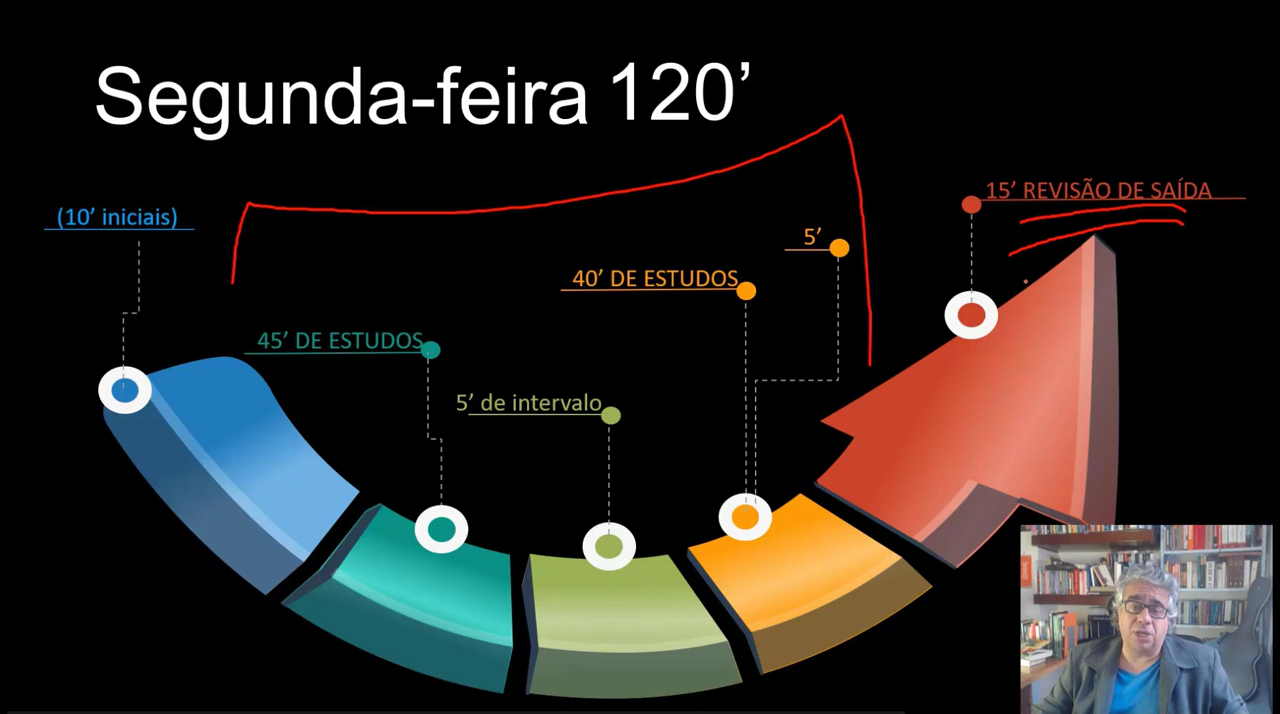 Segunda-feira 120’
(10’ iniciais)
45’ DE ESTUDOS
5’ de intervalo
40’ DE ESTUDOS
5’
15’ REVISÃO DE SAÍDA